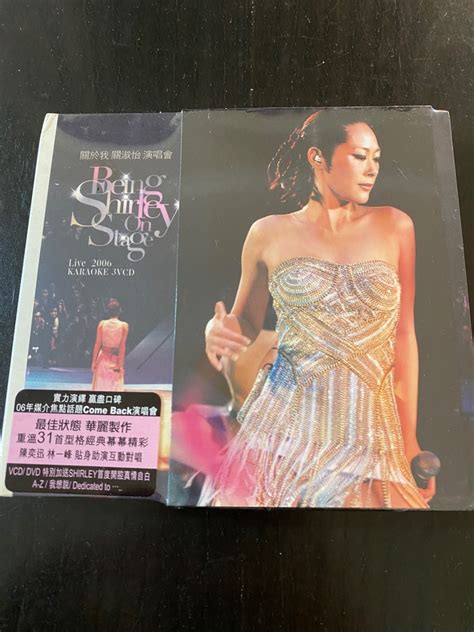 關於我 關淑怡 演唱會
Being
Shirley
On
Stage
Live 2006
KARAOKE 3VCD
實力演繹 贏盡口碑
06年媒介焦點話題Come Back演唱會
最佳狀態 華麗製作
重溫31首型格經典幕幕精彩
陳奕迅 林一峰 貼身助演互動對唱
VCD/ DVD 特別加送SHIRLEY首度開腔真情自白
A-Z / 我想說/ Dedicated to ...